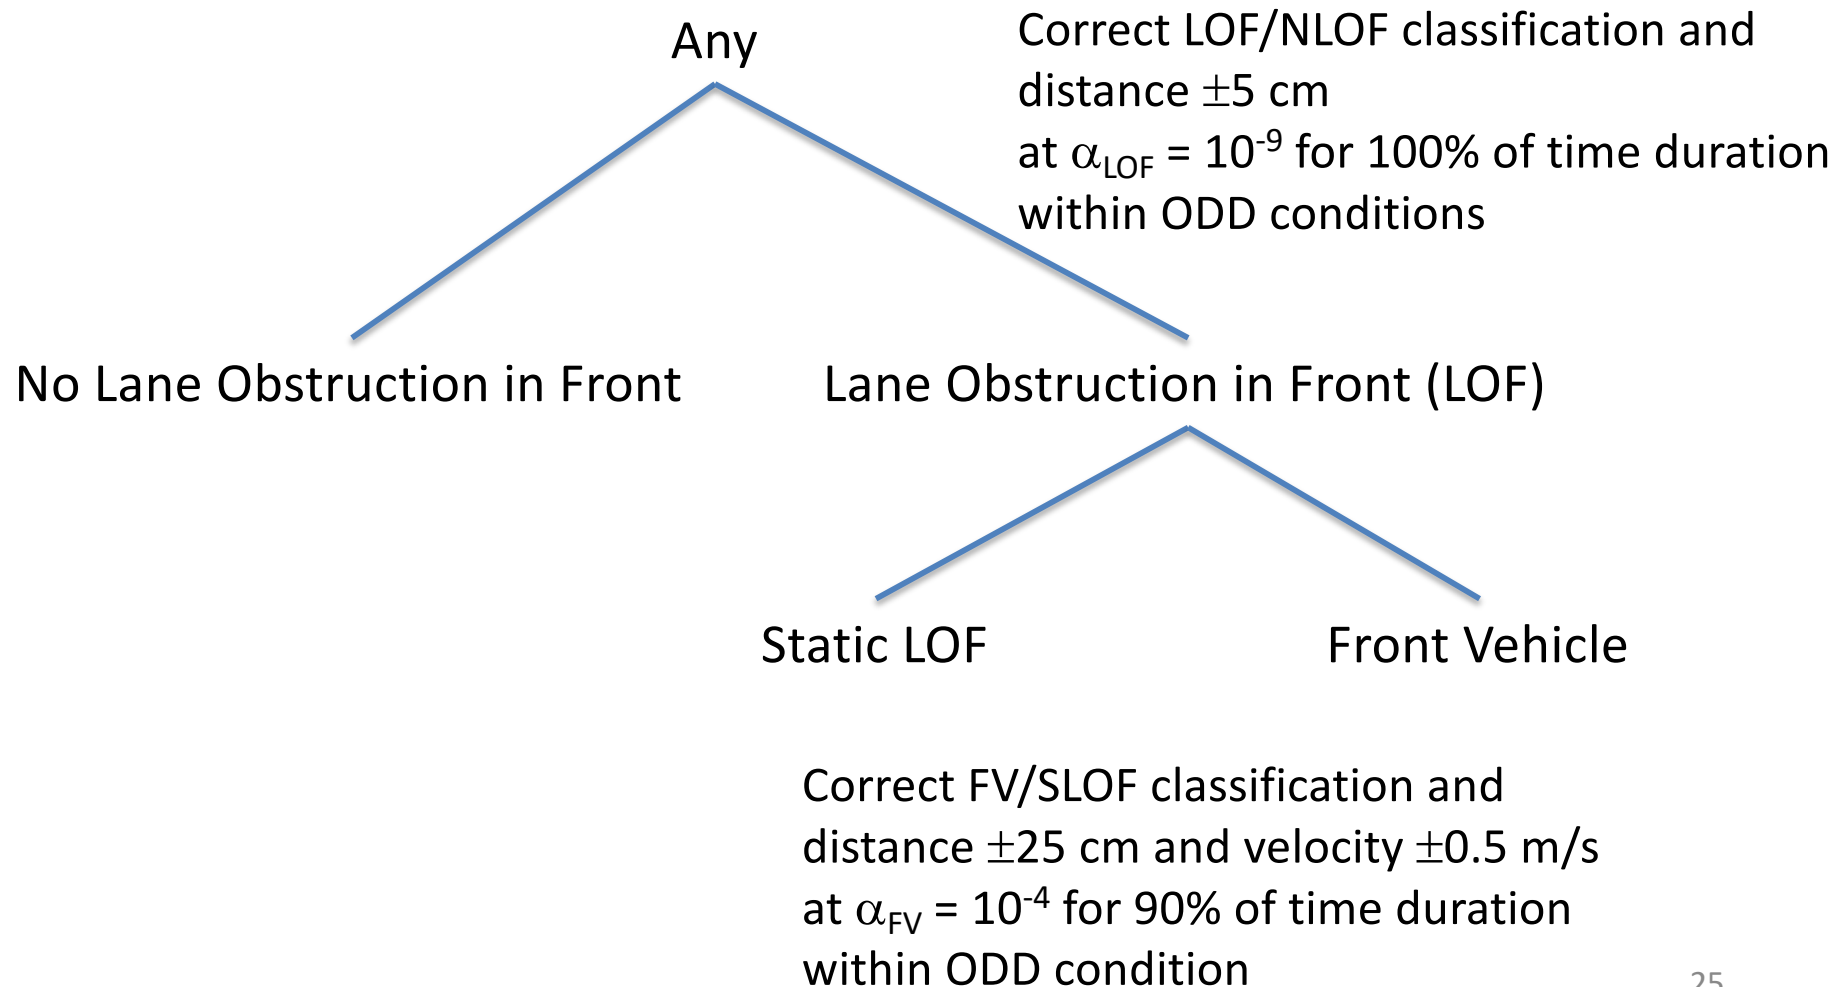 Any
Correct LOF/NLOF classification and
distance ±5 cm
at αLOF = 10-9 for 100% of time duration
within ODD conditions
No Lane Obstruction in Front
Lane Obstruction in Front (LOF)
Static LOF
Front Vehicle
Correct FV/SLOF classification and
distance ±25 cm and velocity ±0.5 m/s
at αFV = 10-4 for 90% of time duration
within ODD condition
25